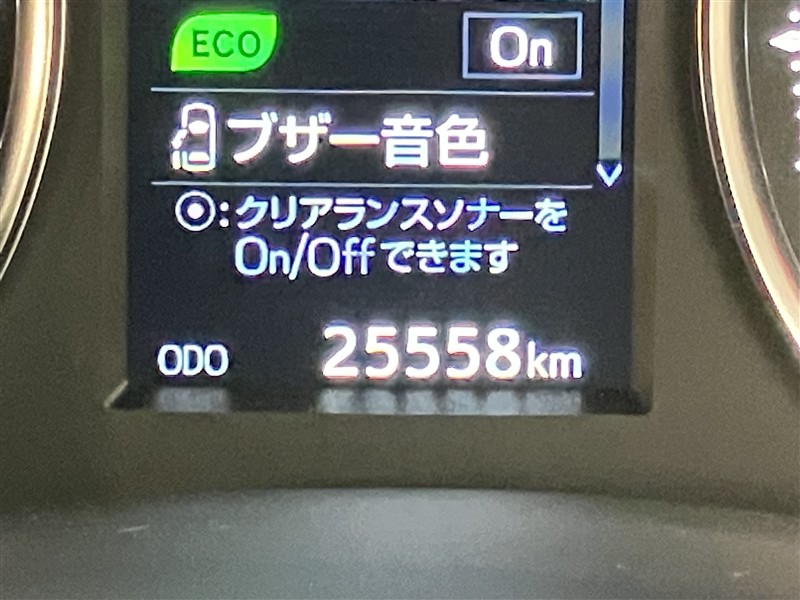 ECO
On
ブザー音色
:クリアランスソナーを
On/Offできます
ODO 25558km